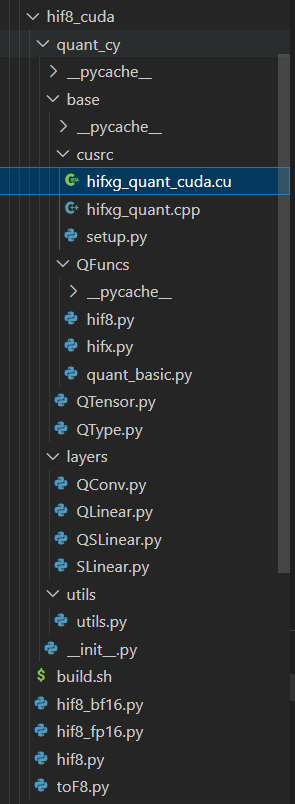 hif8_cuda
quant_cy
__pycache__
base
__pycache__
cusrc
hifxg_quant_cuda.cu
hifxg_quant.cpp
setup.py
QFuncs
__pycache__
hif8.py
hifx.py
quant_basic.py
QTensor.py
QType.py
layers
QConv.py
QLinear.py
QSLinear.py
SLinear.py
utils
utils.py
__init__.py
$ build.sh
hif8_bf16.py
hif8_fp16.py
hif8.py
toF8.py